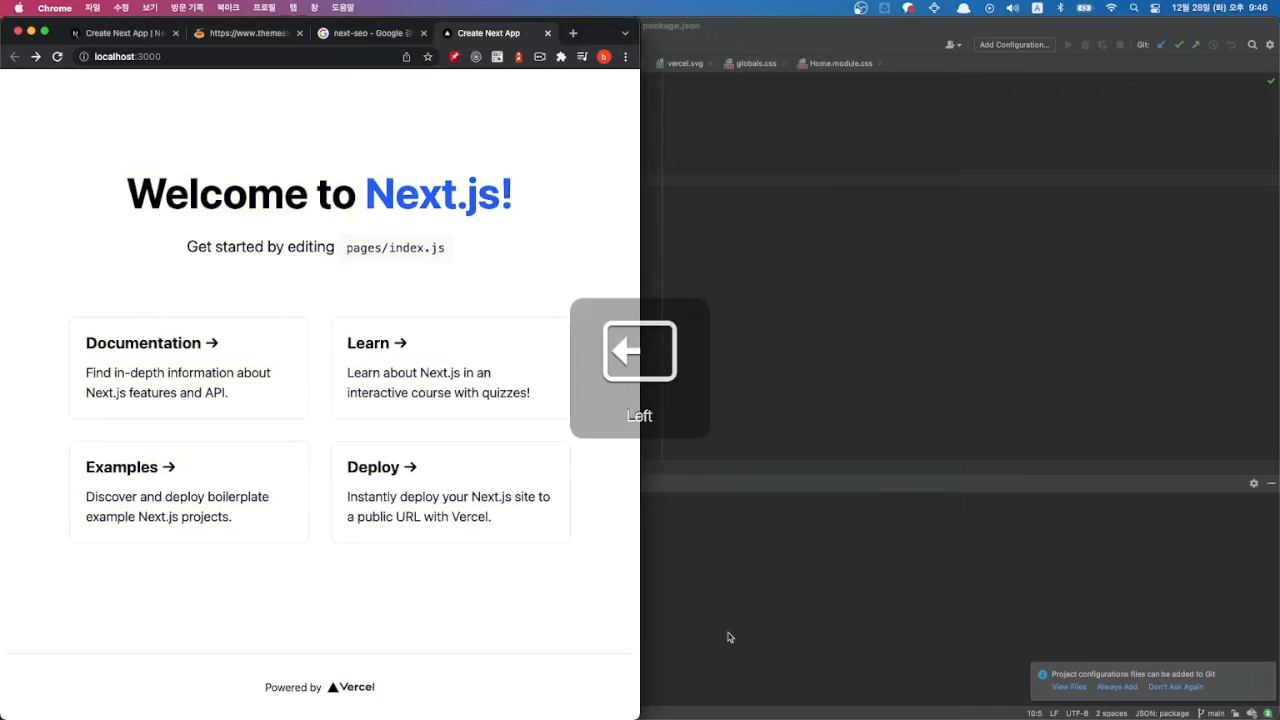 Chrome 파일 수정 보기 방문 기록 북마크 프로필 탭 창 도움말
12월 28일 (화) 오전 9:46
Create Next App | Ne
https://www.themeal
next-seo - Google 검
Create Next App
localhost:3000
package.json
Add Configuration...
Git:
vercel.svg
globals.css
Home.module.css
Welcome to Next.js!
Get started by editing pages/index.js
Documentation →
Find in-depth information about
Next.js features and API.
Learn →
Learn about Next.js in an
interactive course with quizzes!
Left
Examples →
Discover and deploy boilerplate
example Next.js projects.
Deploy →
Instantly deploy your Next.js site to
a public URL with Vercel.
Powered by Vercel
Project configurations files can be added to Git
View Files Always Add Don't Ask Again
10:5 LF UTF-8 2 spaces JSON: package main